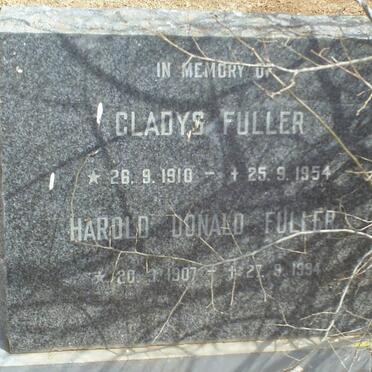 IN MEMORY OF
GLADYS FULLER
★ 26. 9. 1910 – ✝ 25. 9. 1954
HAROLD DONALD FULLER
★ 20. 1907 – ✝ 27. 9. 1994